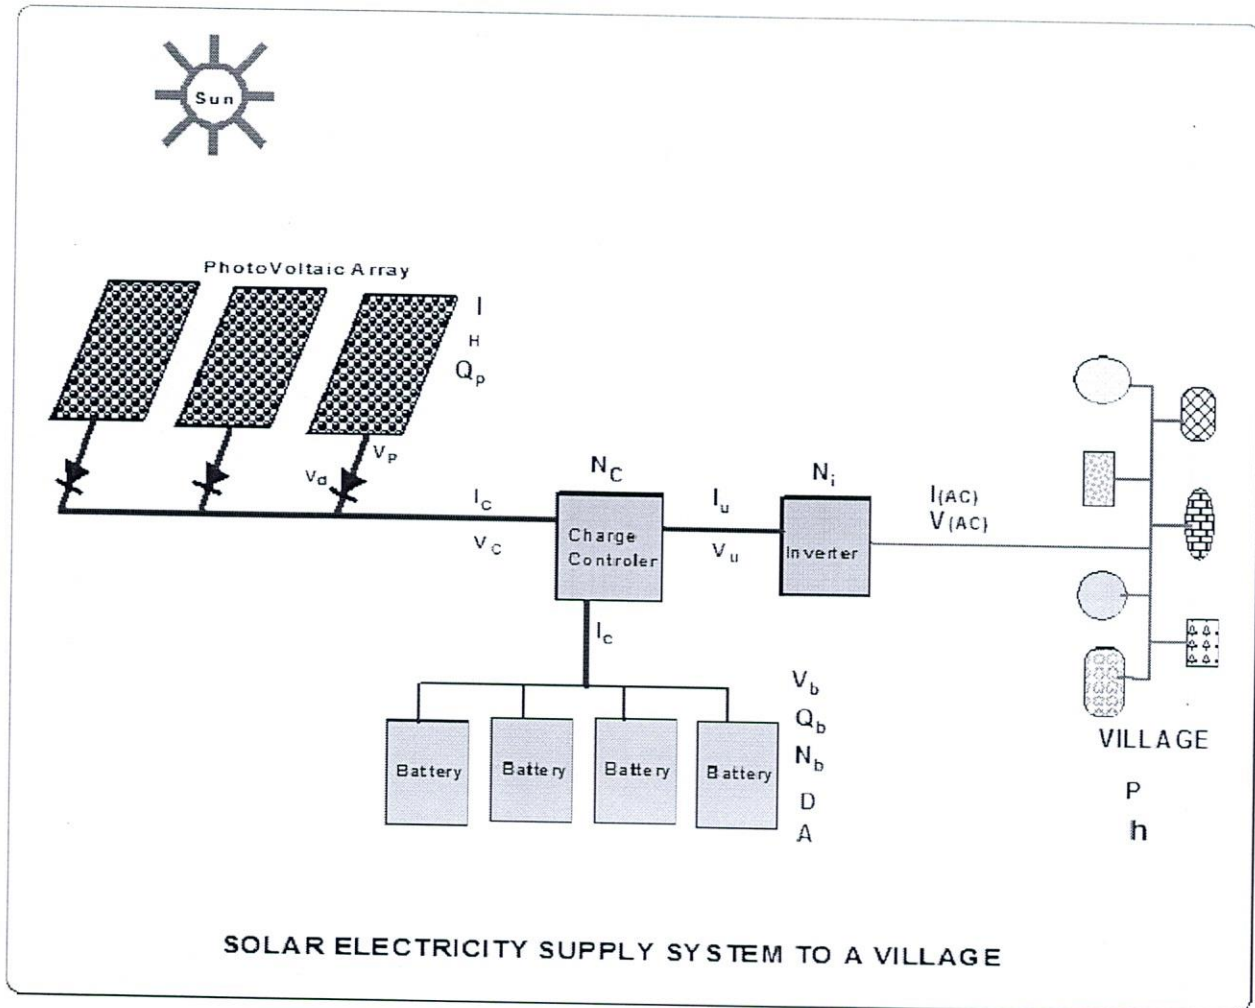 Sun
PhotoVoltaic Array
I
H
Qp
Vp
Vd
Ic
Vc
NC
Charge
Controler
Iu
Vu
Ni
Inverter
I(AC)
V(AC)
Ic
Battery
Battery
Battery
Battery
Vb
Qb
Nb
D
A
VILLAGE
P
h
SOLAR ELECTRICITY SUPPLY SYSTEM TO A VILLAGE